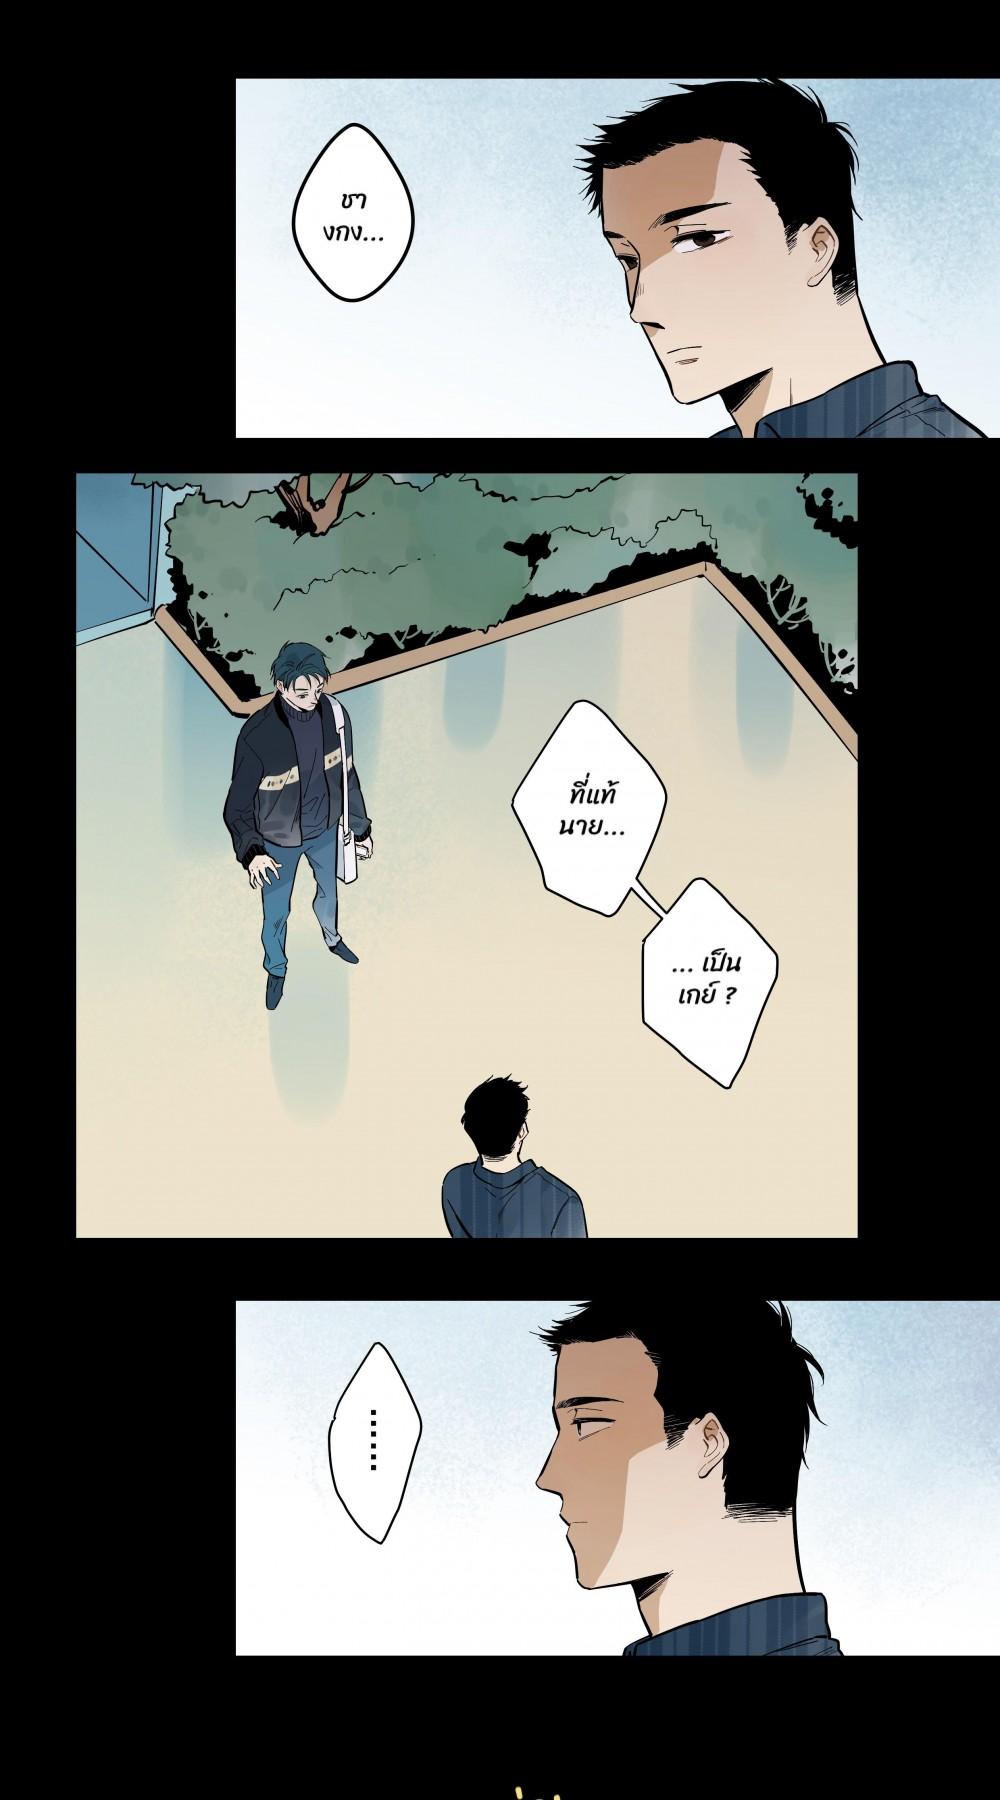 ชา
งกง...
ที่แท้
นาย...
... เป็น
เกย์ ?
.......